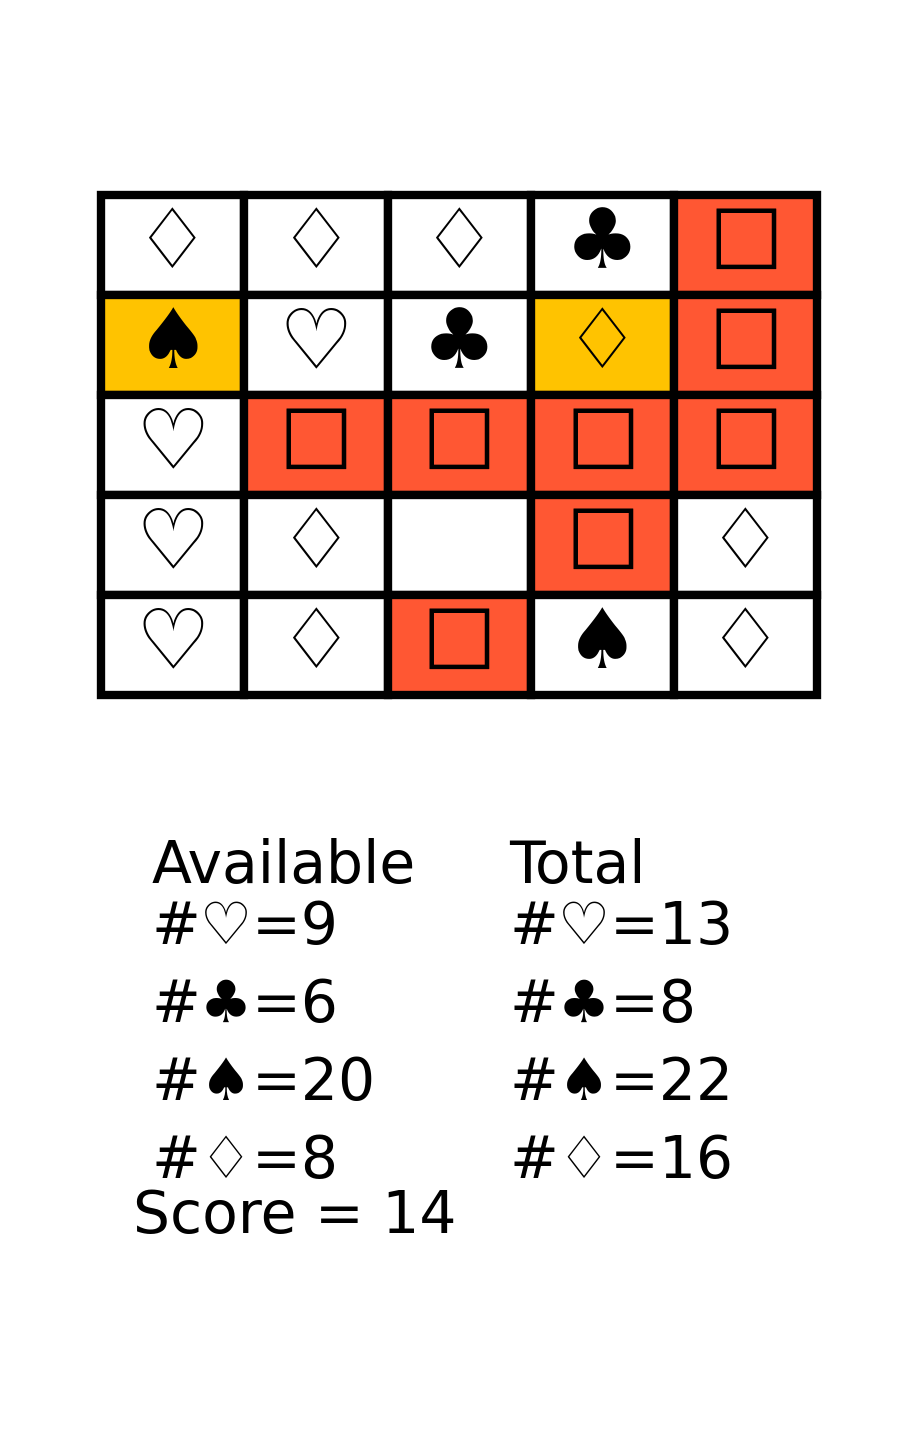 ♢ ♢ ♢ ♣ □
♠ ♡ ♣ ♢ □
♡ □ □ □ □
♡ ♢ □ ♢
♡ ♢ □ ♠ ♢
Available Total
#♡=9 #♡=13
#♣=6 #♣=8
#♠=20 #♠=22
#♢=8 #♢=16
Score = 14